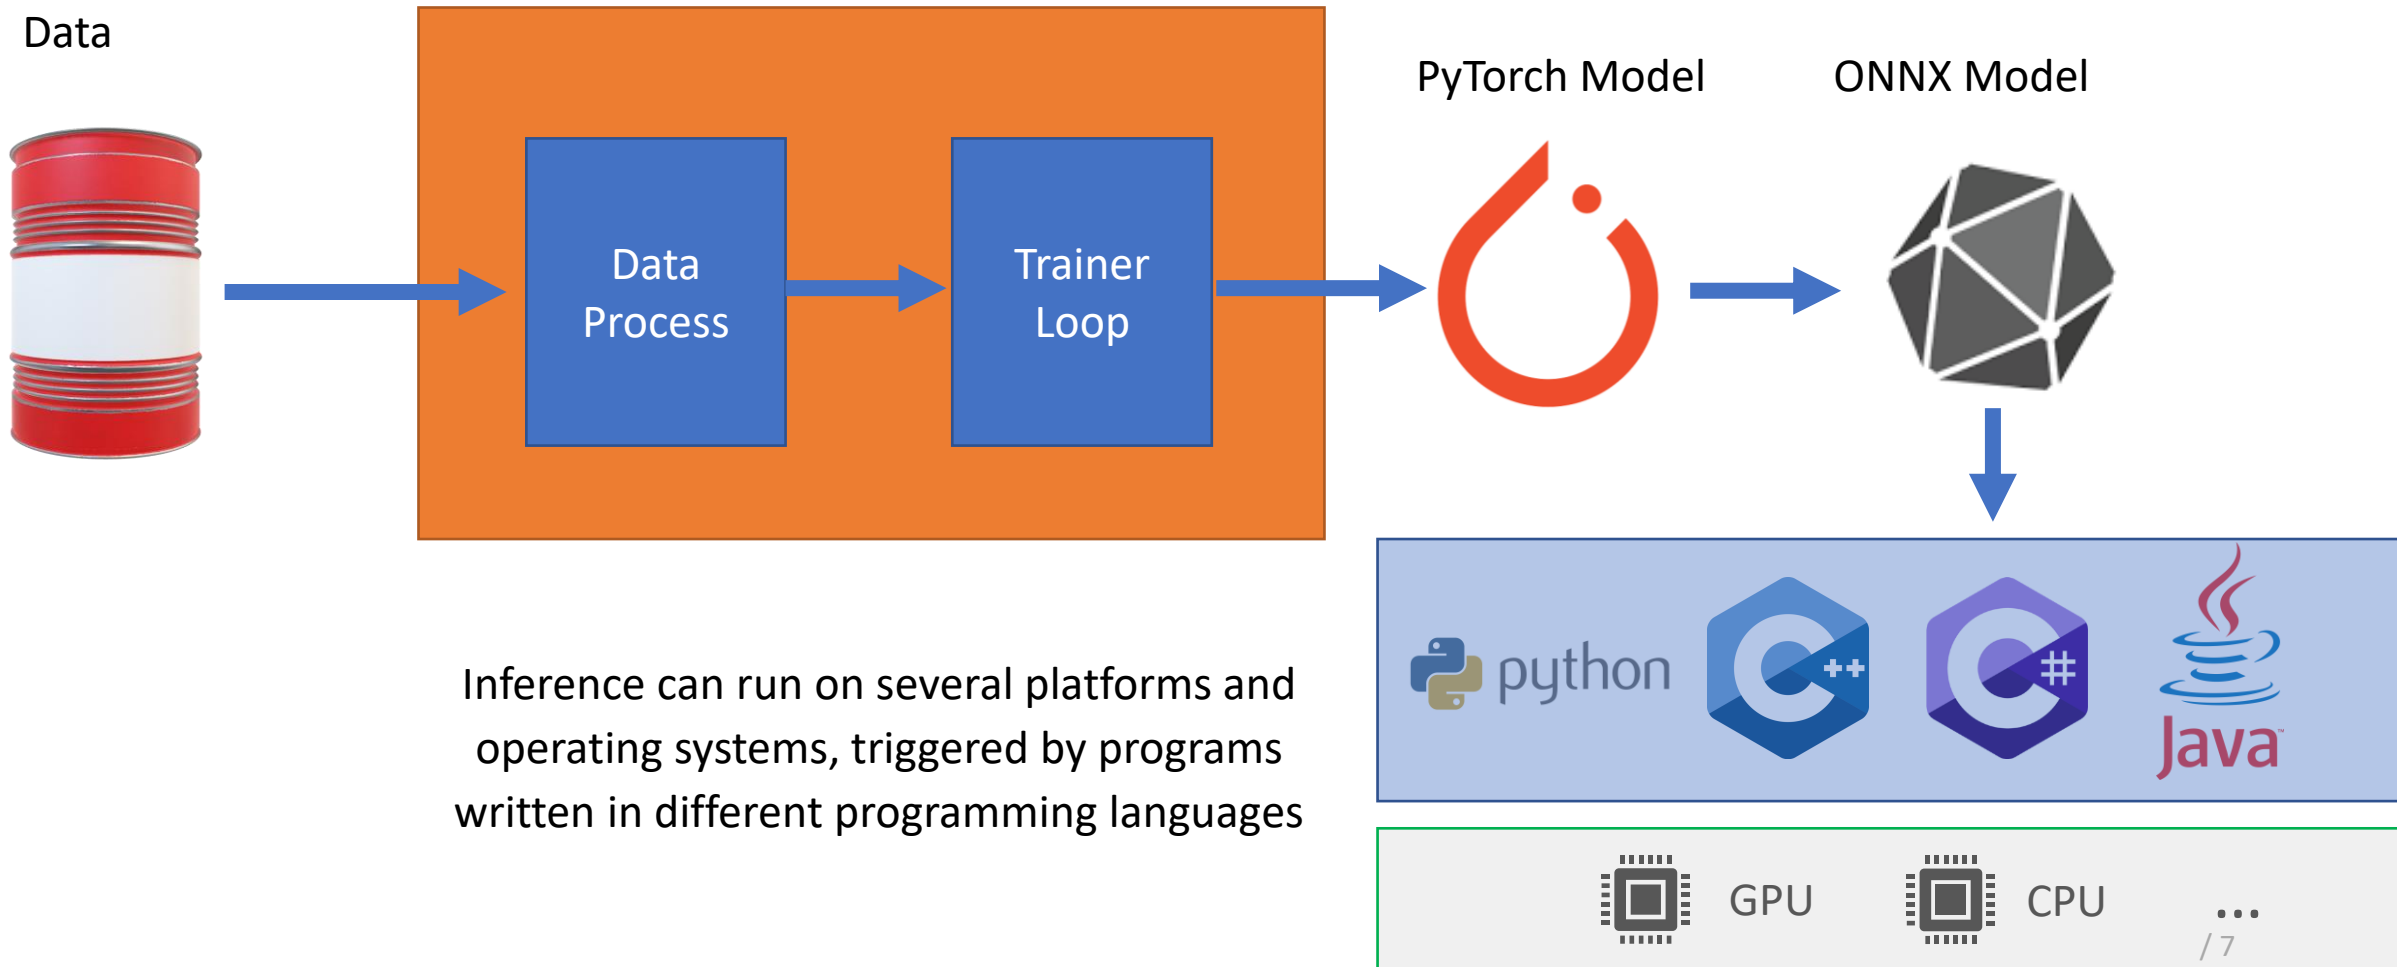 Data
PyTorch Model
ONNX Model
Data
Process
Trainer
Loop
python
C++
C#
Java™
Inference can run on several platforms and
operating systems, triggered by programs
written in different programming languages
GPU
CPU
...
/ 7